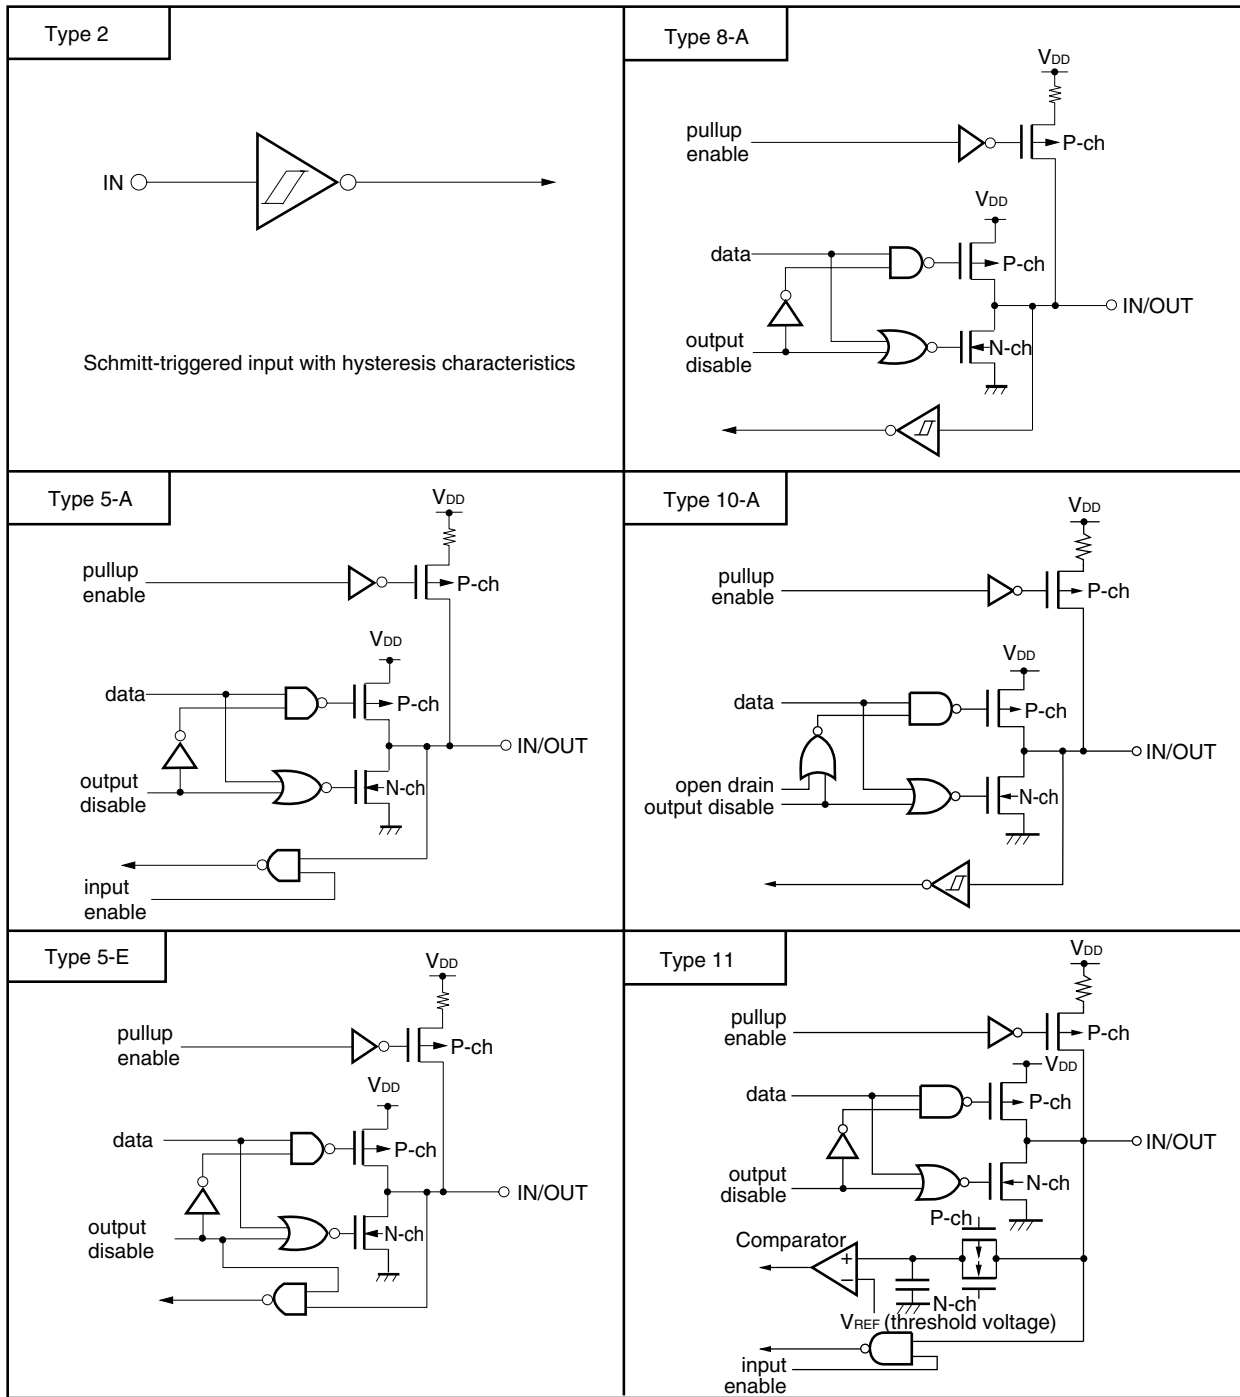 Type 2
IN
Schmitt-triggered input with hysteresis characteristics
Type 8-A
VDD
pullup
enable
P-ch
VDD
data
P-ch
IN/OUT
output
disable
N-ch
Type 5-A
VDD
pullup
enable
P-ch
VDD
data
P-ch
IN/OUT
output
disable
N-ch
input
enable
Type 10-A
VDD
pullup
enable
P-ch
VDD
data
P-ch
IN/OUT
open drain
output disable
N-ch
Type 5-E
VDD
pullup
enable
P-ch
VDD
data
P-ch
IN/OUT
output
disable
N-ch
Type 11
VDD
pullup
enable
P-ch
VDD
data
P-ch
IN/OUT
output
disable
N-ch
P-ch
Comparator
+
−
N-ch
VREF (threshold voltage)
input
enable